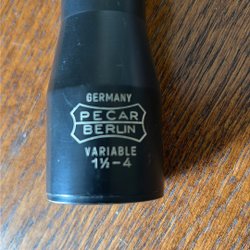 GERMANY
PECAR
BERLIN
VARIABLE
1½-4